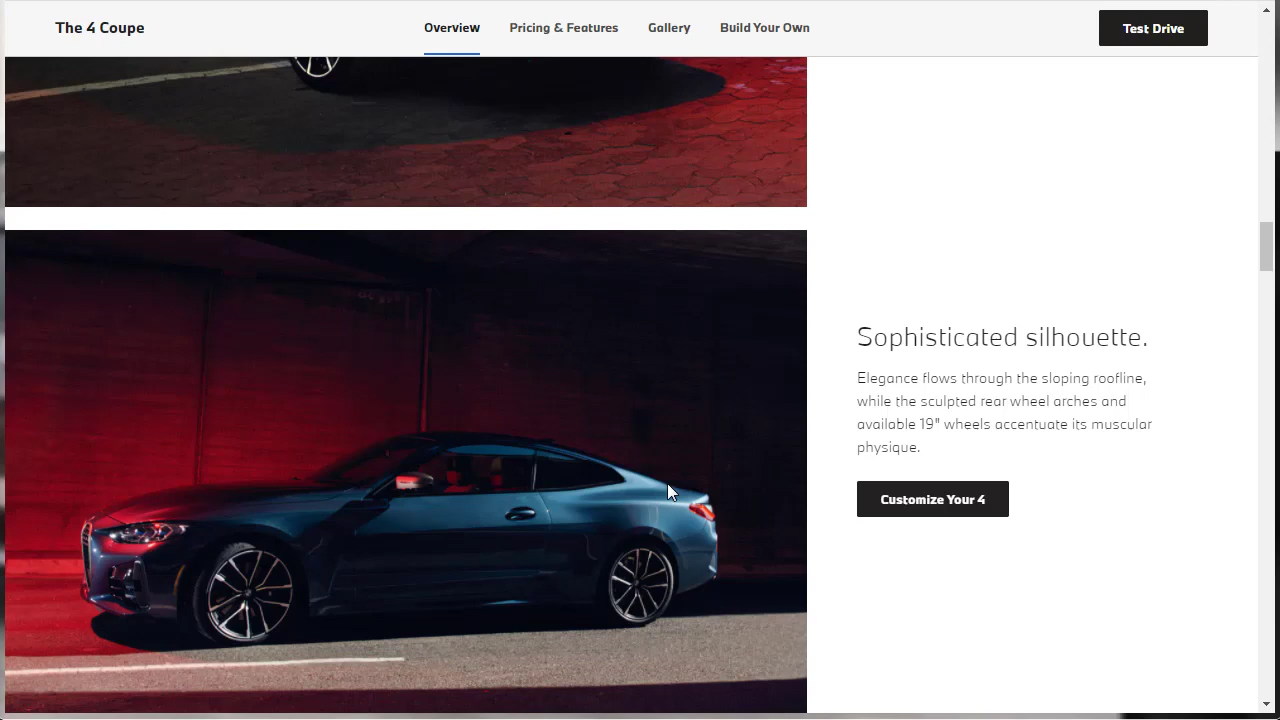 The 4 Coupe
Overview
Pricing & Features
Gallery
Build Your Own
Test Drive
Sophisticated silhouette.
Elegance flows through the sloping roofline,
while the sculpted rear wheel arches and
available 19" wheels accentuate its muscular
physique.
Customize Your 4